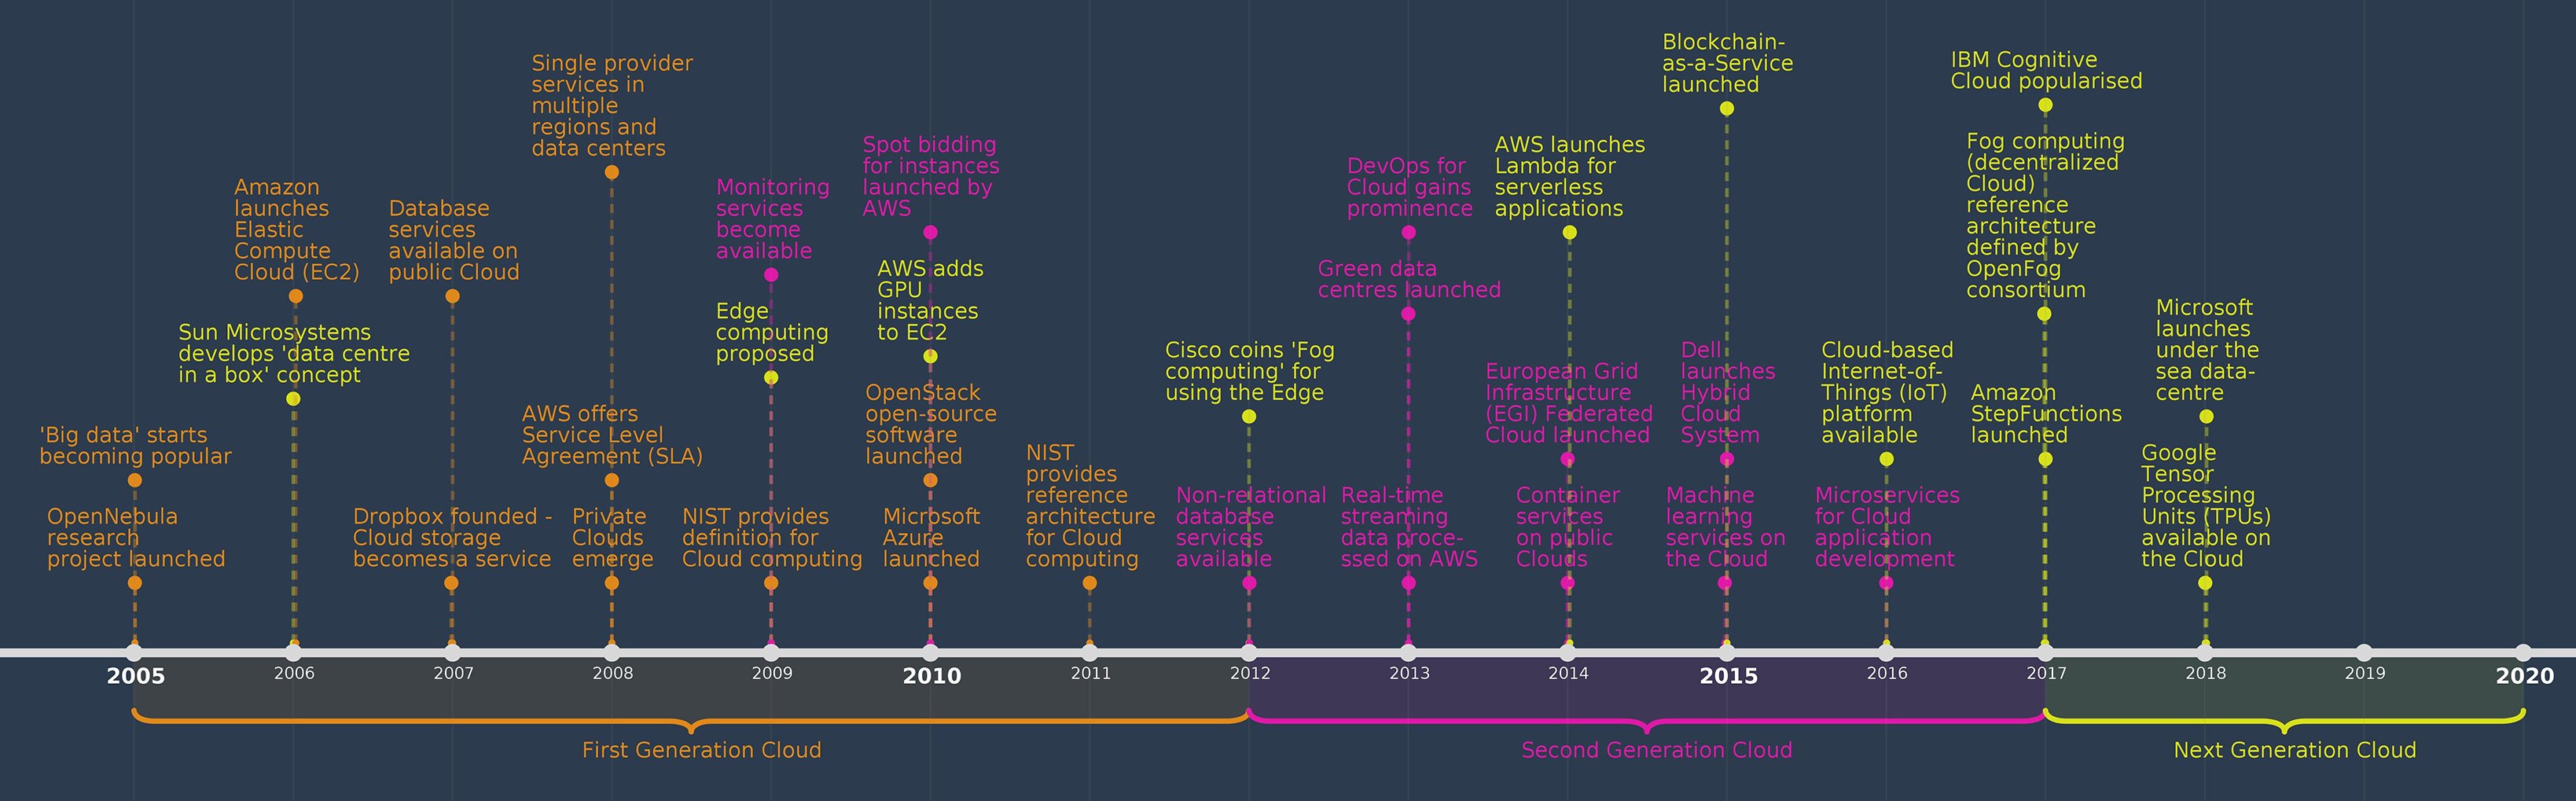 'Big data' starts
becoming popular
OpenNebula
research
project launched
Amazon
launches
Elastic
Compute
Cloud (EC2)
Sun Microsystems
develops 'data centre
in a box' concept
Database
services
available on
public Cloud
Dropbox founded -
Cloud storage
becomes a service
Single provider
services in
multiple
regions and
data centers
AWS offers
Service Level
Agreement (SLA)
Private
Clouds
emerge
Monitoring
services
become
available
Edge
computing
proposed
NIST provides
definition for
Cloud computing
Spot bidding
for instances
launched by
AWS
AWS adds
GPU
instances
to EC2
OpenStack
open-source
software
launched
Microsoft
Azure
launched
NIST
provides
reference
architecture
for Cloud
computing
Cisco coins 'Fog
computing' for
using the Edge
Non-relational
database
services
available
DevOps for
Cloud gains
prominence
Green data
centres launched
Real-time
streaming
data proce-
ssed on AWS
AWS launches
Lambda for
serverless
applications
European Grid
Infrastructure
(EGI) Federated
Cloud launched
Container
services
on public
Clouds
Blockchain-
as-a-Service
launched
Dell
launches
Hybrid
Cloud
System
Machine
learning
services on
the Cloud
Cloud-based
Internet-of-
Things (IoT)
platform
available
Microservices
for Cloud
application
development
IBM Cognitive
Cloud popularised
Fog computing
(decentralized
Cloud)
reference
architecture
defined by
OpenFog
consortium
Amazon
StepFunctions
launched
Microsoft
launches
under the
sea data-
centre
Google
Tensor
Processing
Units (TPUs)
available on
the Cloud
2005 2006 2007 2008 2009 2010 2011 2012 2013 2014 2015 2016 2017 2018 2019 2020
First Generation Cloud
Second Generation Cloud
Next Generation Cloud